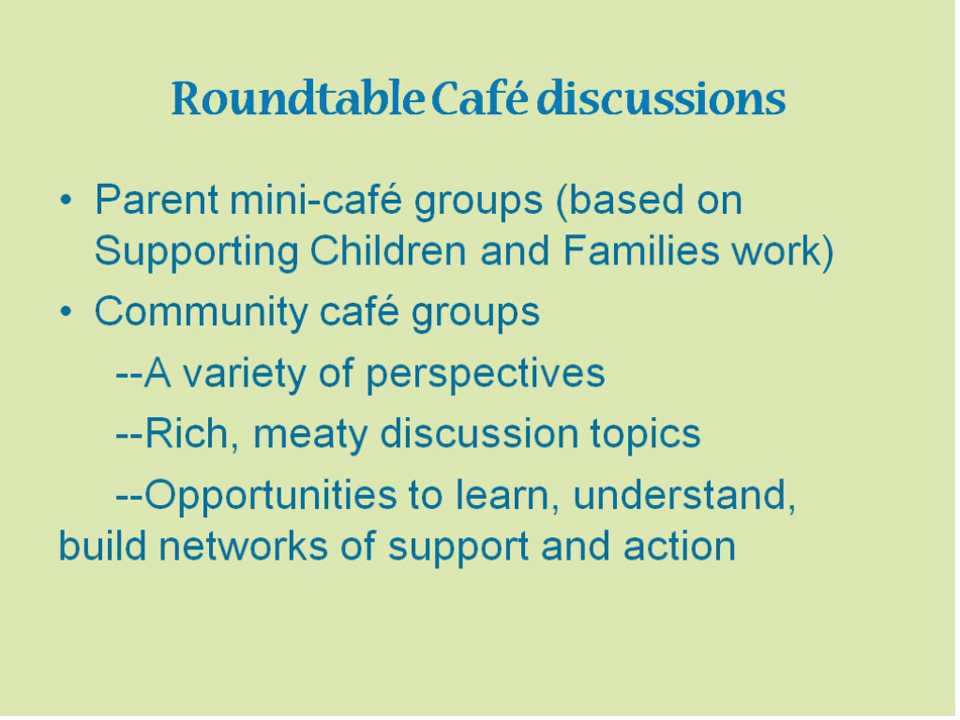 Roundtable Café discussions
• Parent mini-café groups (based on
Supporting Children and Families work)
• Community café groups
--A variety of perspectives
--Rich, meaty discussion topics
--Opportunities to learn, understand,
build networks of support and action